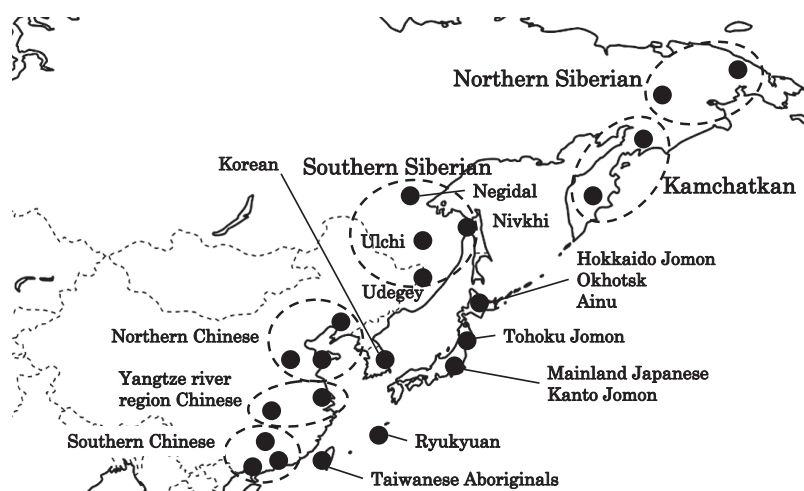 Northern Siberian
Korean
Southern Siberian
Negidal
Kamchatkan
Nivkhi
Ulchi
Hokkaido Jomon
Okhotsk
Ainu
Udegey
Northern Chinese
Tohoku Jomon
Yangtze river
region Chinese
Mainland Japanese
Kanto Jomon
Southern Chinese
Ryukyuan
Taiwanese Aboriginals